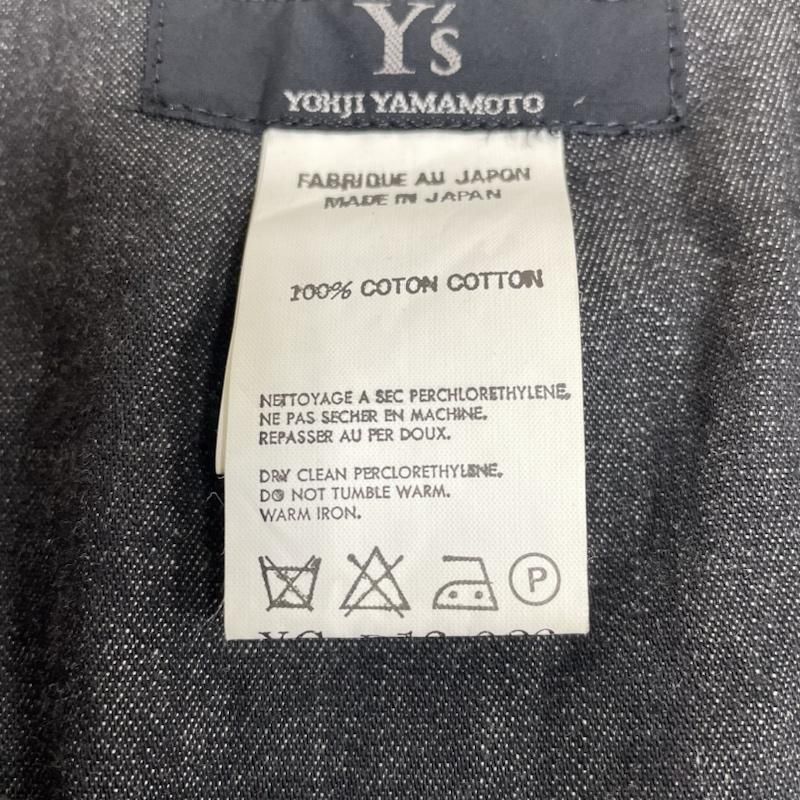 Y's
YOHJI YAMAMOTO
FABRIQUE AU JAPON
MADE IN JAPAN
100% COTON COTTON
NETTOYAGE A SEC PERCHLORETHYLENE.
NE PAS SECHER EN MACHINE.
REPASSER AU PER DOUX.
DRY CLEAN PERCLORETHYLENE.
DO NOT TUMBLE WARM.
WARM IRON.
P